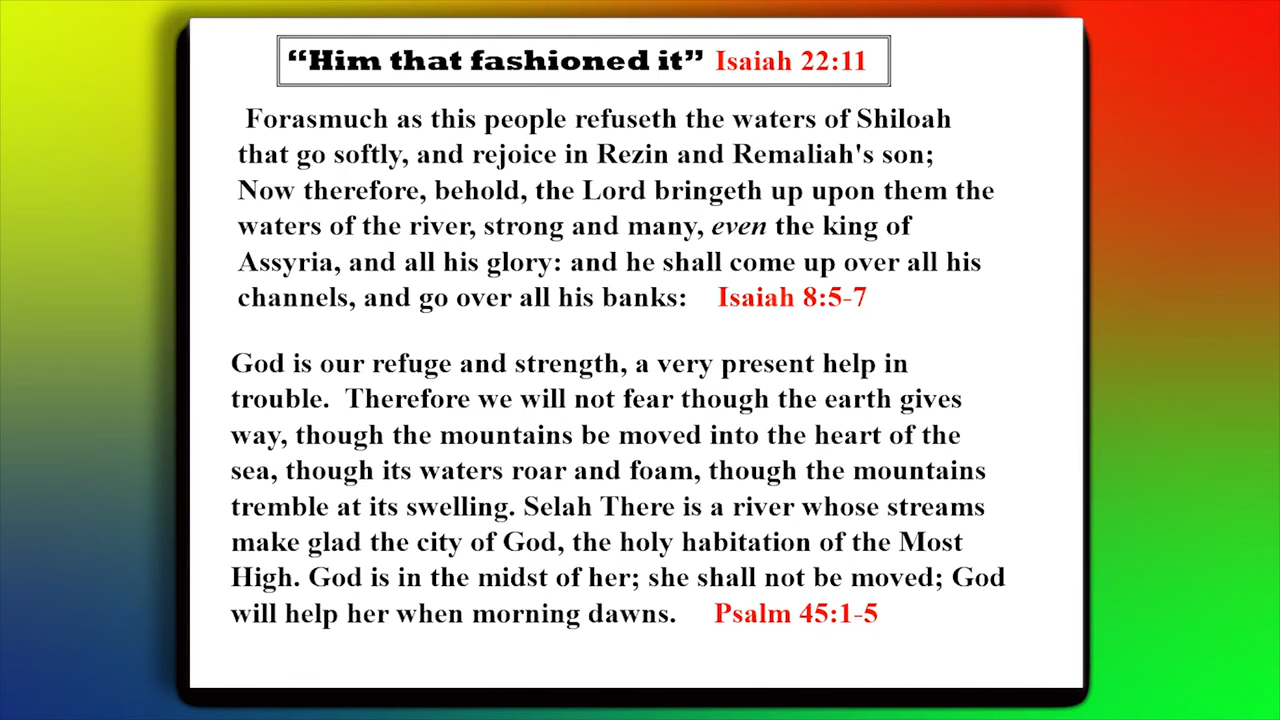 “Him that fashioned it” Isaiah 22:11
Forasmuch as this people refuseth the waters of Shiloah
that go softly, and rejoice in Rezin and Remaliah's son;
Now therefore, behold, the Lord bringeth up upon them the
waters of the river, strong and many, even the king of
Assyria, and all his glory: and he shall come up over all his
channels, and go over all his banks: Isaiah 8:5-7
God is our refuge and strength, a very present help in
trouble. Therefore we will not fear though the earth gives
way, though the mountains be moved into the heart of the
sea, though its waters roar and foam, though the mountains
tremble at its swelling. Selah There is a river whose streams
make glad the city of God, the holy habitation of the Most
High. God is in the midst of her; she shall not be moved; God
will help her when morning dawns. Psalm 45:1-5